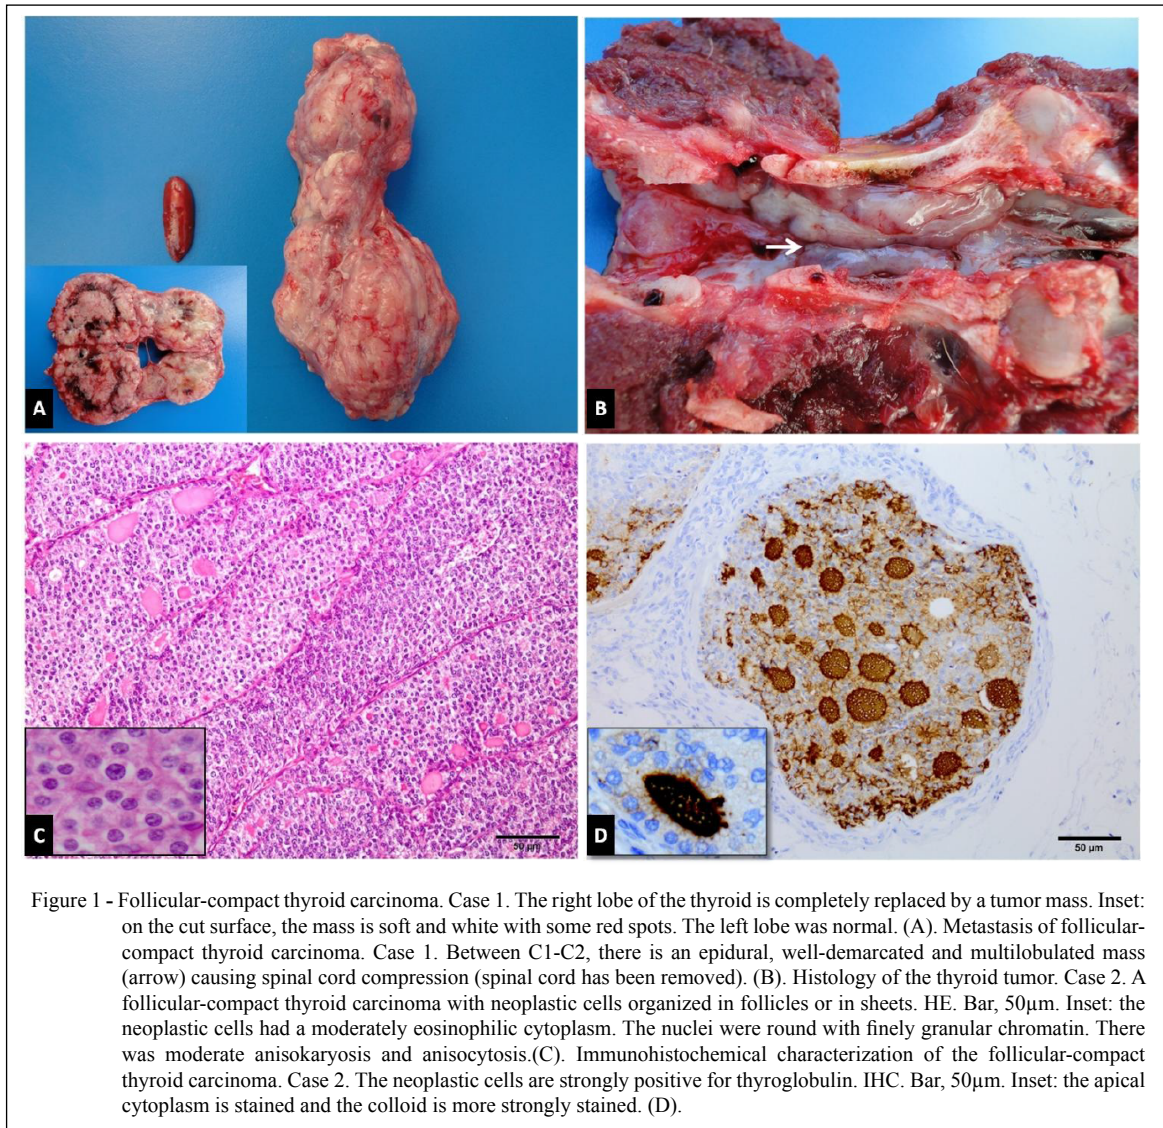 A
B
C
50 µm
D
50 µm
Figure 1 - Follicular-compact thyroid carcinoma. Case 1. The right lobe of the thyroid is completely replaced by a tumor mass. Inset:
on the cut surface, the mass is soft and white with some red spots. The left lobe was normal. (A). Metastasis of follicular-
compact thyroid carcinoma. Case 1. Between C1-C2, there is an epidural, well-demarcated and multilobulated mass
(arrow) causing spinal cord compression (spinal cord has been removed). (B). Histology of the thyroid tumor. Case 2. A
follicular-compact thyroid carcinoma with neoplastic cells organized in follicles or in sheets. HE. Bar, 50µm. Inset: the
neoplastic cells had a moderately eosinophilic cytoplasm. The nuclei were round with finely granular chromatin. There
was moderate anisokaryosis and anisocytosis.(C). Immunohistochemical characterization of the follicular-compact
thyroid carcinoma. Case 2. The neoplastic cells are strongly positive for thyroglobulin. IHC. Bar, 50µm. Inset: the apical
cytoplasm is stained and the colloid is more strongly stained. (D).